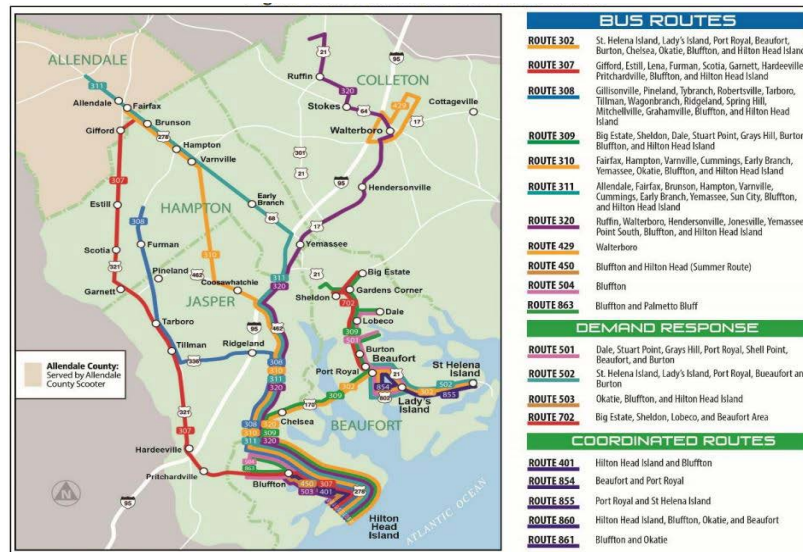 ALLENDALE
COLLETON
HAMPTON
JASPER
BEAUFORT
ATLANTIC OCEAN
Ruffin
Stokes
Cottageville
Walterboro
Hendersonville
Allendale
Fairfax
Brunson
Gifford
Hampton
Varnville
Estill
Early
Branch
Yemassee
Furman
Scotia
Pineland
Garnett
Coosawhatchie
Big Estate
Gardens Corner
Sheldon
Dale
Lobeco
Tarboro
Tillman
Ridgeland
Burton
Beaufort
Port Royal
St Helena
Island
Lady's
Island
Chelsea
Hardeeville
Pritchardville
Bluffton
Hilton
Head
Island
Allendale County:
Served by Allendale
County Scooter
BUS ROUTES
ROUTE 302 St. Helena Island, Lady's Island, Port Royal, Beaufort,
Burton, Chelsea, Okatie, Bluffton, and Hilton Head Island
ROUTE 307 Gifford, Estill, Lena, Furman, Scotia, Garnett, Hardeeville
Pritchardville, Bluffton, and Hilton Head Island
ROUTE 308 Gillisonville, Pineland, Tybranch, Robertsville, Tarboro,
Tillman, Wagonbranch, Ridgeland, Spring Hill,
Mitchellville, Grahamville, Bluffton, and Hilton Head
Island
ROUTE 309 Big Estate, Sheldon, Dale, Stuart Point, Grays Hill, Burton
Bluffton, and Hilton Head Island
ROUTE 310 Fairfax, Hampton, Varnville, Cummings, Early Branch,
Yemassee, Okatie, Bluffton, and Hilton Head Island
ROUTE 311 Allendale, Fairfax, Brunson, Hampton, Varnville,
Cummings, Early Branch, Yemassee, Sun City, Bluffton,
and Hilton Head Island
ROUTE 320 Ruffin, Walterboro, Hendersonville, Jonesville, Yemassee
Point South, Bluffton, and Hilton Head Island
ROUTE 429 Walterboro
ROUTE 450 Bluffton and Hilton Head (Summer Route)
ROUTE 504 Bluffton
ROUTE 863 Bluffton and Palmetto Bluff
DEMAND RESPONSE
ROUTE 501 Dale, Stuart Point, Grays Hill, Port Royal, Shell Point,
Beaufort, and Burton
ROUTE 502 St. Helena Island, Lady's Island, Port Royal, Bueaufort and
Burton
ROUTE 503 Okatie, Bluffton, and Hilton Head Island
ROUTE 702 Big Estate, Sheldon, Lobeco, and Beaufort Area
COORDINATED ROUTES
ROUTE 401 Hilton Head Island and Bluffton
ROUTE 854 Beaufort and Port Royal
ROUTE 855 Port Royal and St Helena Island
ROUTE 860 Hilton Head Island, Bluffton, Okatie, and Beaufort
ROUTE 861 Bluffton and Okatie